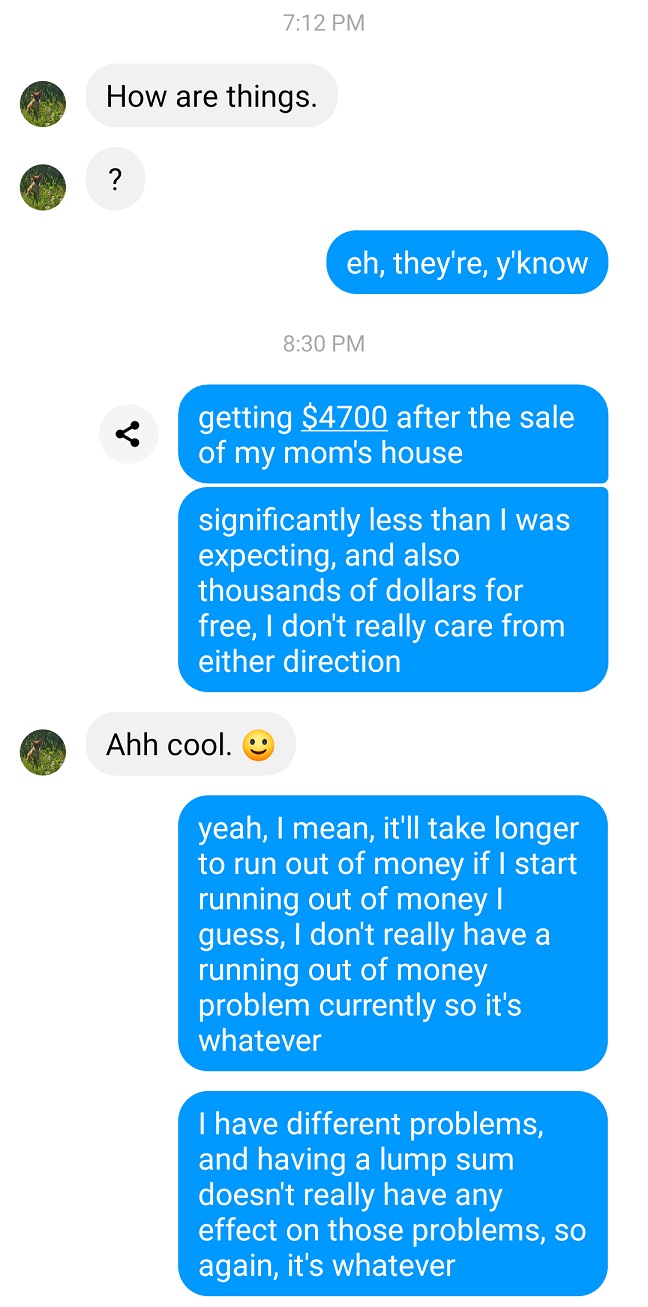 7:12 PM
How are things.
?
eh, they're, y'know
8:30 PM
getting $4700 after the sale
of my mom's house
significantly less than I was
expecting, and also
thousands of dollars for
free, I don't really care from
either direction
Ahh cool. 🙂
yeah, I mean, it'll take longer
to run out of money if I start
running out of money I
guess, I don't really have a
running out of money
problem currently so it's
whatever
I have different problems,
and having a lump sum
doesn't really have any
effect on those problems, so
again, it's whatever